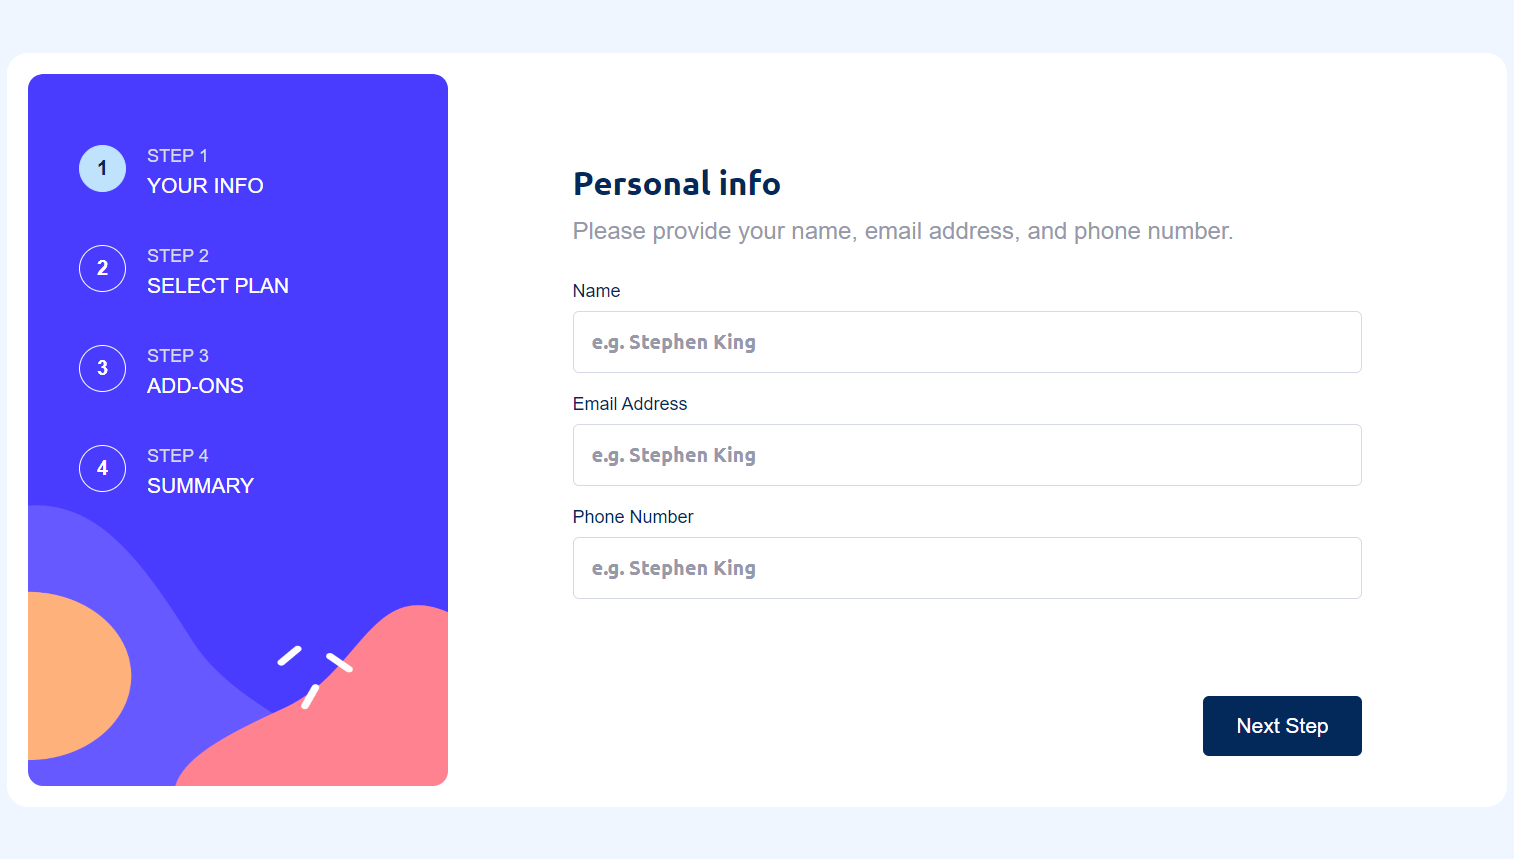 1
STEP 1
YOUR INFO
2
STEP 2
SELECT PLAN
3
STEP 3
ADD-ONS
4
STEP 4
SUMMARY
Personal info
Please provide your name, email address, and phone number.
Name
e.g. Stephen King
Email Address
e.g. Stephen King
Phone Number
e.g. Stephen King
Next Step